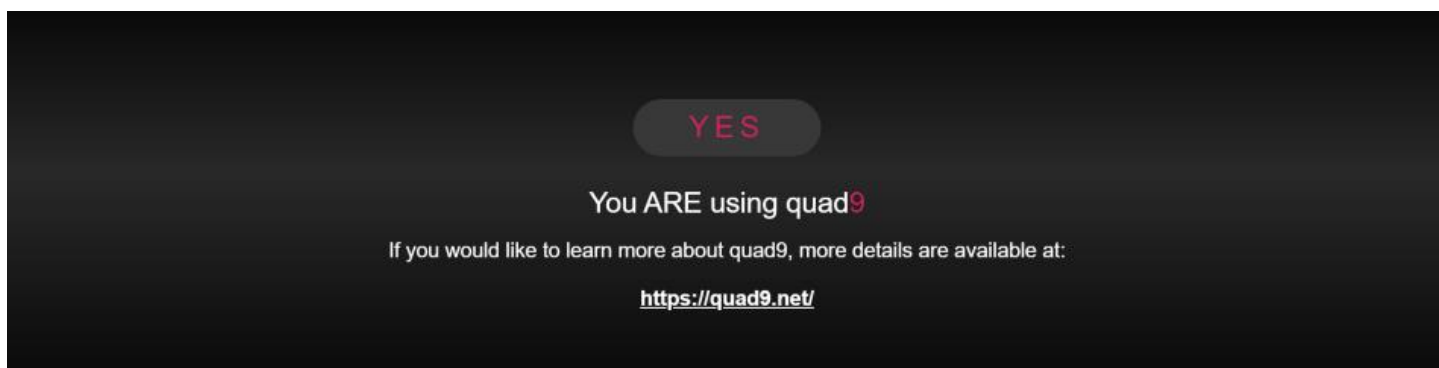 YES
You ARE using quad9
If you would like to learn more about quad9, more details are available at:
https://quad9.net/